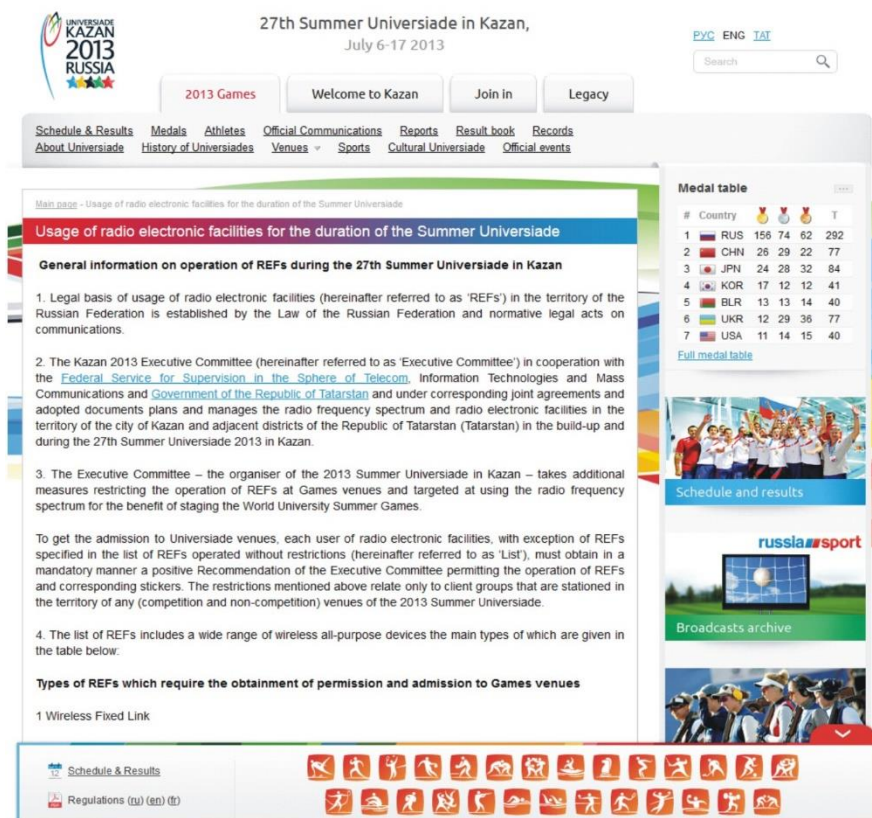 UNIVERSIADE
KAZAN
2013
RUSSIA
27th Summer Universiade in Kazan,
July 6-17 2013
РУС ENG TAT
Search
2013 Games
Welcome to Kazan
Join in
Legacy
Schedule & Results Medals Athletes Official Communications Reports Result book Records
About Universiade History of Universiades Venues Sports Cultural Universiade Official events
Main page - Usage of radio electronic facilities for the duration of the Summer Universiade
Usage of radio electronic facilities for the duration of the Summer Universiade
General information on operation of REFs during the 27th Summer Universiade in Kazan
1. Legal basis of usage of radio electronic facilities (hereinafter referred to as 'REFs') in the territory of the
Russian Federation is established by the Law of the Russian Federation and normative legal acts on
communications.
2. The Kazan 2013 Executive Committee (hereinafter referred to as 'Executive Committee') in cooperation with
the Federal Service for Supervision in the Sphere of Telecom, Information Technologies and Mass
Communications and Government of the Republic of Tatarstan and under corresponding joint agreements and
adopted documents plans and manages the radio frequency spectrum and radio electronic facilities in the
territory of the city of Kazan and adjacent districts of the Republic of Tatarstan (Tatarstan) in the build-up and
during the 27th Summer Universiade 2013 in Kazan.
3. The Executive Committee – the organiser of the 2013 Summer Universiade in Kazan – takes additional
measures restricting the operation of REFs at Games venues and targeted at using the radio frequency
spectrum for the benefit of staging the World University Summer Games.
To get the admission to Universiade venues, each user of radio electronic facilities, with exception of REFs
specified in the list of REFs operated without restrictions (hereinafter referred to as 'List'), must obtain in a
mandatory manner a positive Recommendation of the Executive Committee permitting the operation of REFs
and corresponding stickers. The restrictions mentioned above relate only to client groups that are stationed in
the territory of any (competition and non-competition) venues of the 2013 Summer Universiade.
4. The list of REFs includes a wide range of wireless all-purpose devices the main types of which are given in
the table below:
Types of REFs which require the obtainment of permission and admission to Games venues
1 Wireless Fixed Link
Medal table
# Country T
1 RUS 156 74 62 292
2 CHN 26 29 22 77
3 JPN 24 28 32 84
4 KOR 17 12 12 41
5 BLR 13 13 14 40
6 UKR 12 29 36 77
7 USA 11 14 15 40
Full medal table
Schedule and results
russia sport
Broadcasts archive
12 Schedule & Results
Regulations (ru) (en) (fr)